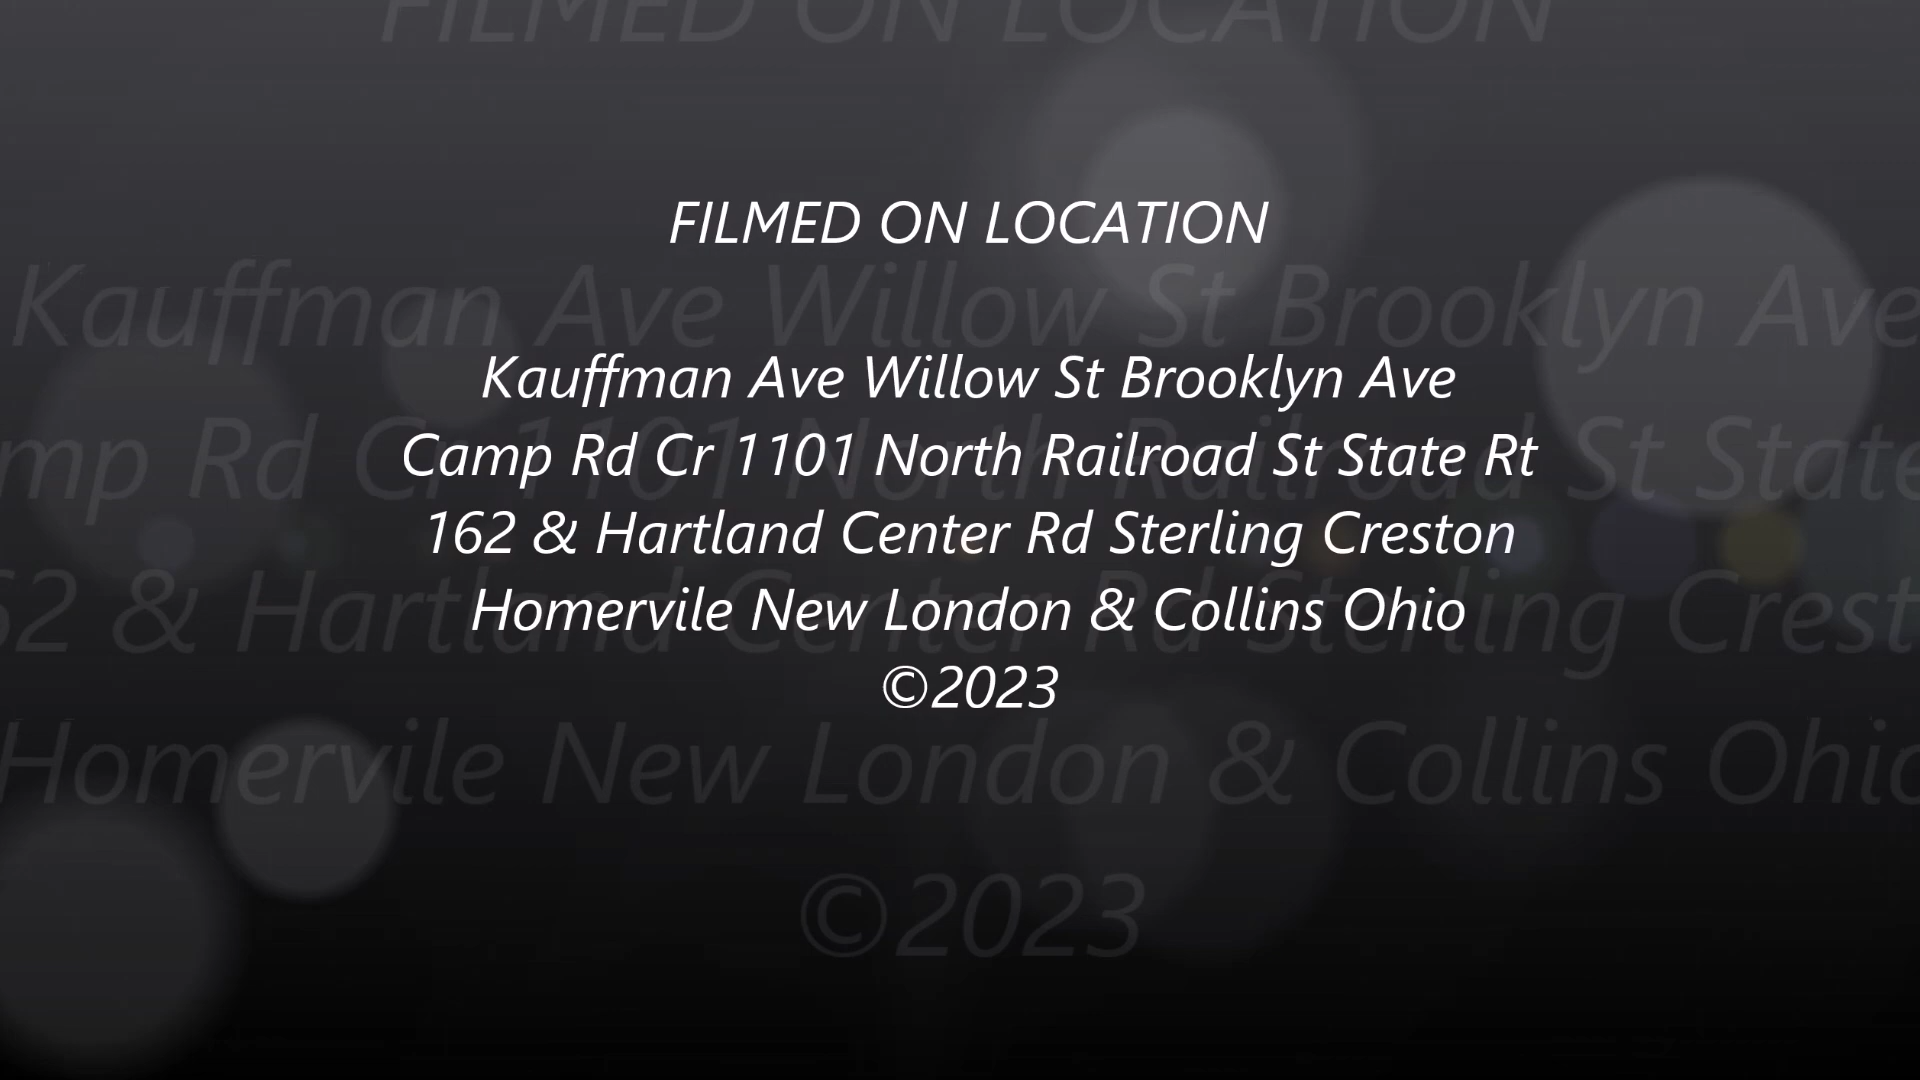 FILMED ON LOCATION
Kauffman Ave Willow St Brooklyn Ave
Camp Rd Cr 1101 North Railroad St State Rt
162 & Hartland Center Rd Sterling Creston
Homervile New London & Collins Ohio
©2023